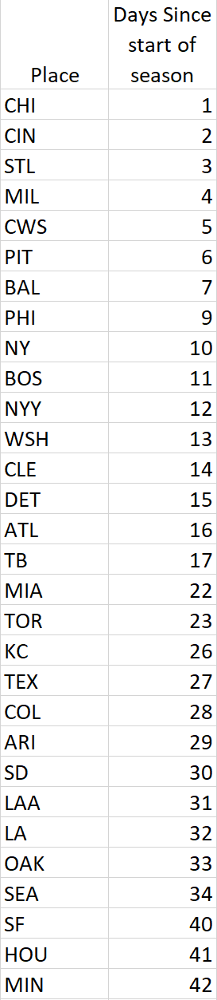 Place Days Since
start of
season
CHI 1
CIN 2
STL 3
MIL 4
CWS 5
PIT 6
BAL 7
PHI 9
NY 10
BOS 11
NYY 12
WSH 13
CLE 14
DET 15
ATL 16
TB 17
MIA 22
TOR 23
KC 26
TEX 27
COL 28
ARI 29
SD 30
LAA 31
LA 32
OAK 33
SEA 34
SF 40
HOU 41
MIN 42